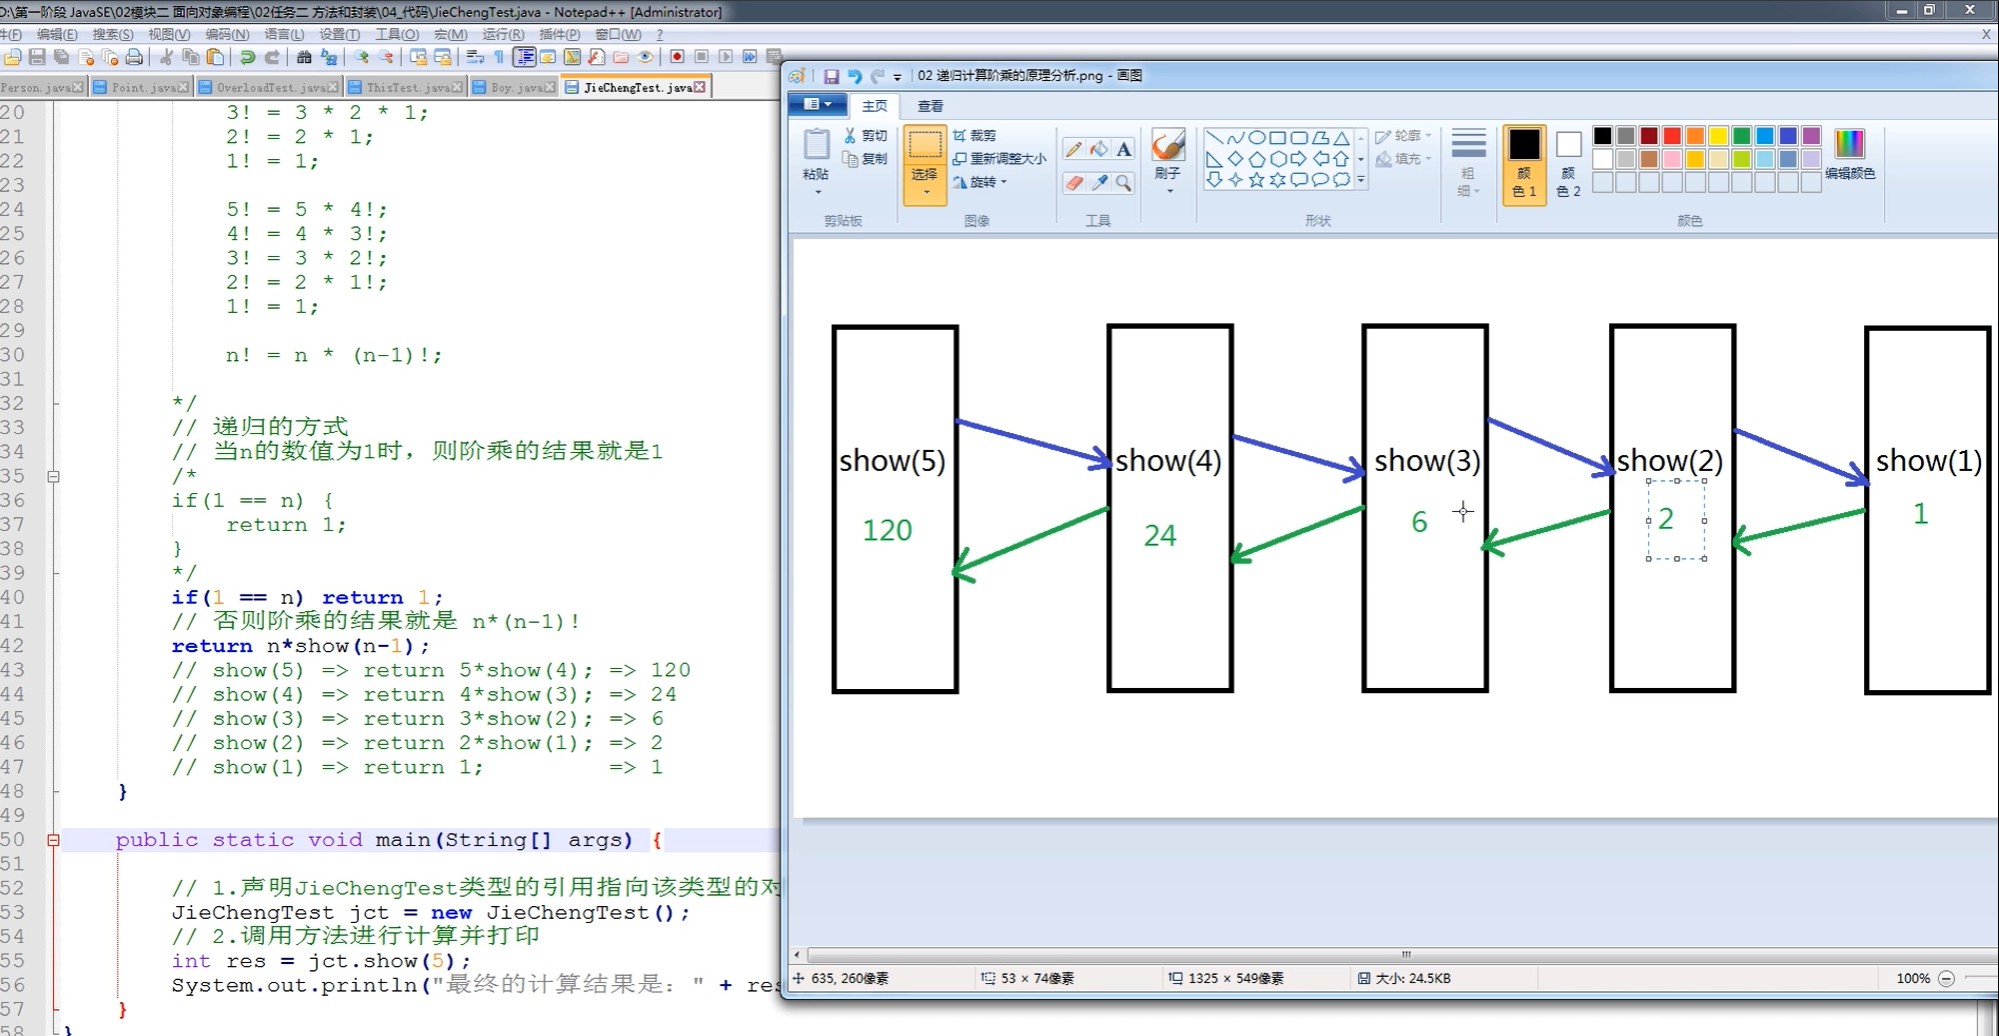 D:\第一阶段 JavaSE\02模块二 面向对象编程\02任务二 方法和封装\04_代码\JieChengTest.java - Notepad++ [Administrator]
件(F) 编辑(E) 搜索(S) 视图(V) 编码(N) 语言(L) 设置(T) 工具(O) 宏(M) 运行(R) 插件(P) 窗口(W) ? X
Person.java Point.java OverloadTest.java ThisTest.java Boy.java JieChengTest.java
20 3! = 3 * 2 * 1;
21 2! = 2 * 1;
22 1! = 1;
23
24 5! = 5 * 4!;
25 4! = 4 * 3!;
26 3! = 3 * 2!;
27 2! = 2 * 1!;
28 1! = 1;
29
30 n! = n * (n-1)!;
31
32 */
33 // 递归的方式
34 // 当n的数值为1时，则阶乘的结果就是1
35 /*
36 if(1 == n) {
37 return 1;
38 }
39 */
40 if(1 == n) return 1;
41 // 否则阶乘的结果就是 n*(n-1)!
42 return n*show(n-1);
43 // show(5) => return 5*show(4); => 120
44 // show(4) => return 4*show(3); => 24
45 // show(3) => return 3*show(2); => 6
46 // show(2) => return 2*show(1); => 2
47 // show(1) => return 1; => 1
48 }
49
50 public static void main(String[] args) {
51
52 // 1.声明JieChengTest类型的引用指向该类型的对
53 JieChengTest jct = new JieChengTest();
54 // 2.调用方法进行计算并打印
55 int res = jct.show(5);
56 System.out.println("最终的计算结果是：" + res
57 }
58 }
02 递归计算阶乘的原理分析.png - 画图
主页 查看
粘贴 剪切 复制 剪贴板
选择 裁剪 重新调整大小 旋转 图像
A 工具
刷子
形状 轮廓 填充
粗细
颜色 1 颜色 2 编辑颜色 颜色
show(5) show(4) show(3) show(2) show(1)
120 24 6 2 1
635, 260像素 53 × 74像素 1325 × 549像素 大小: 24.5KB 100%